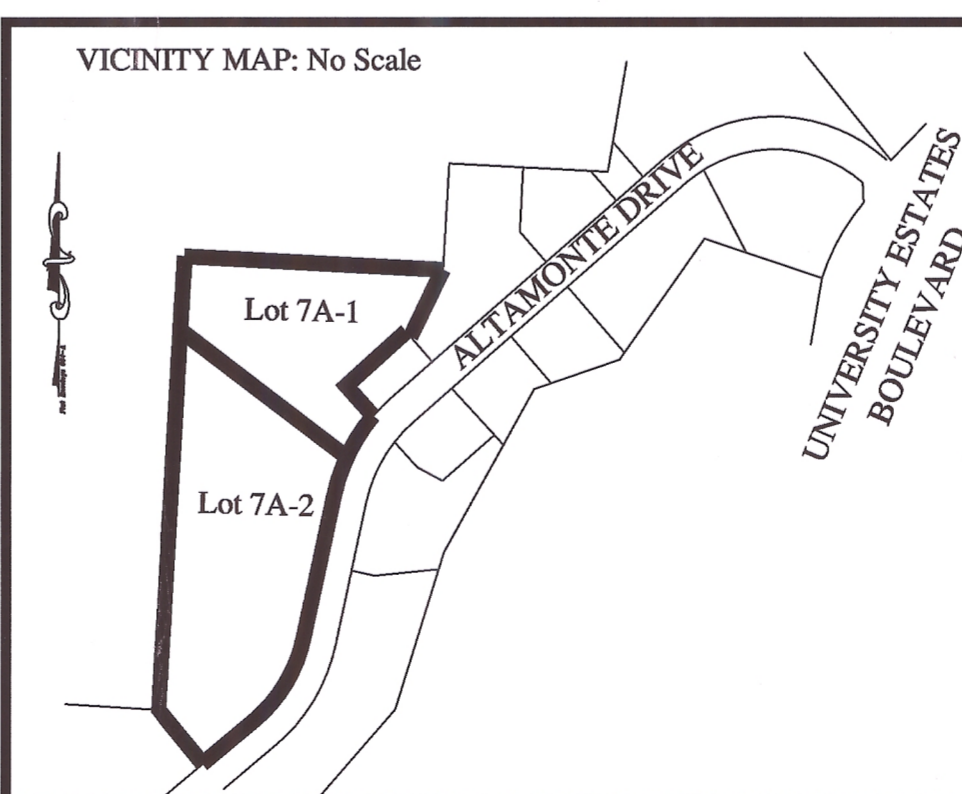 VICINITY MAP: No Scale
Lot 7A-1
ALTAMONTE DRIVE
UNIVERSITY ESTATES
BOULEVARD
Lot 7A-2